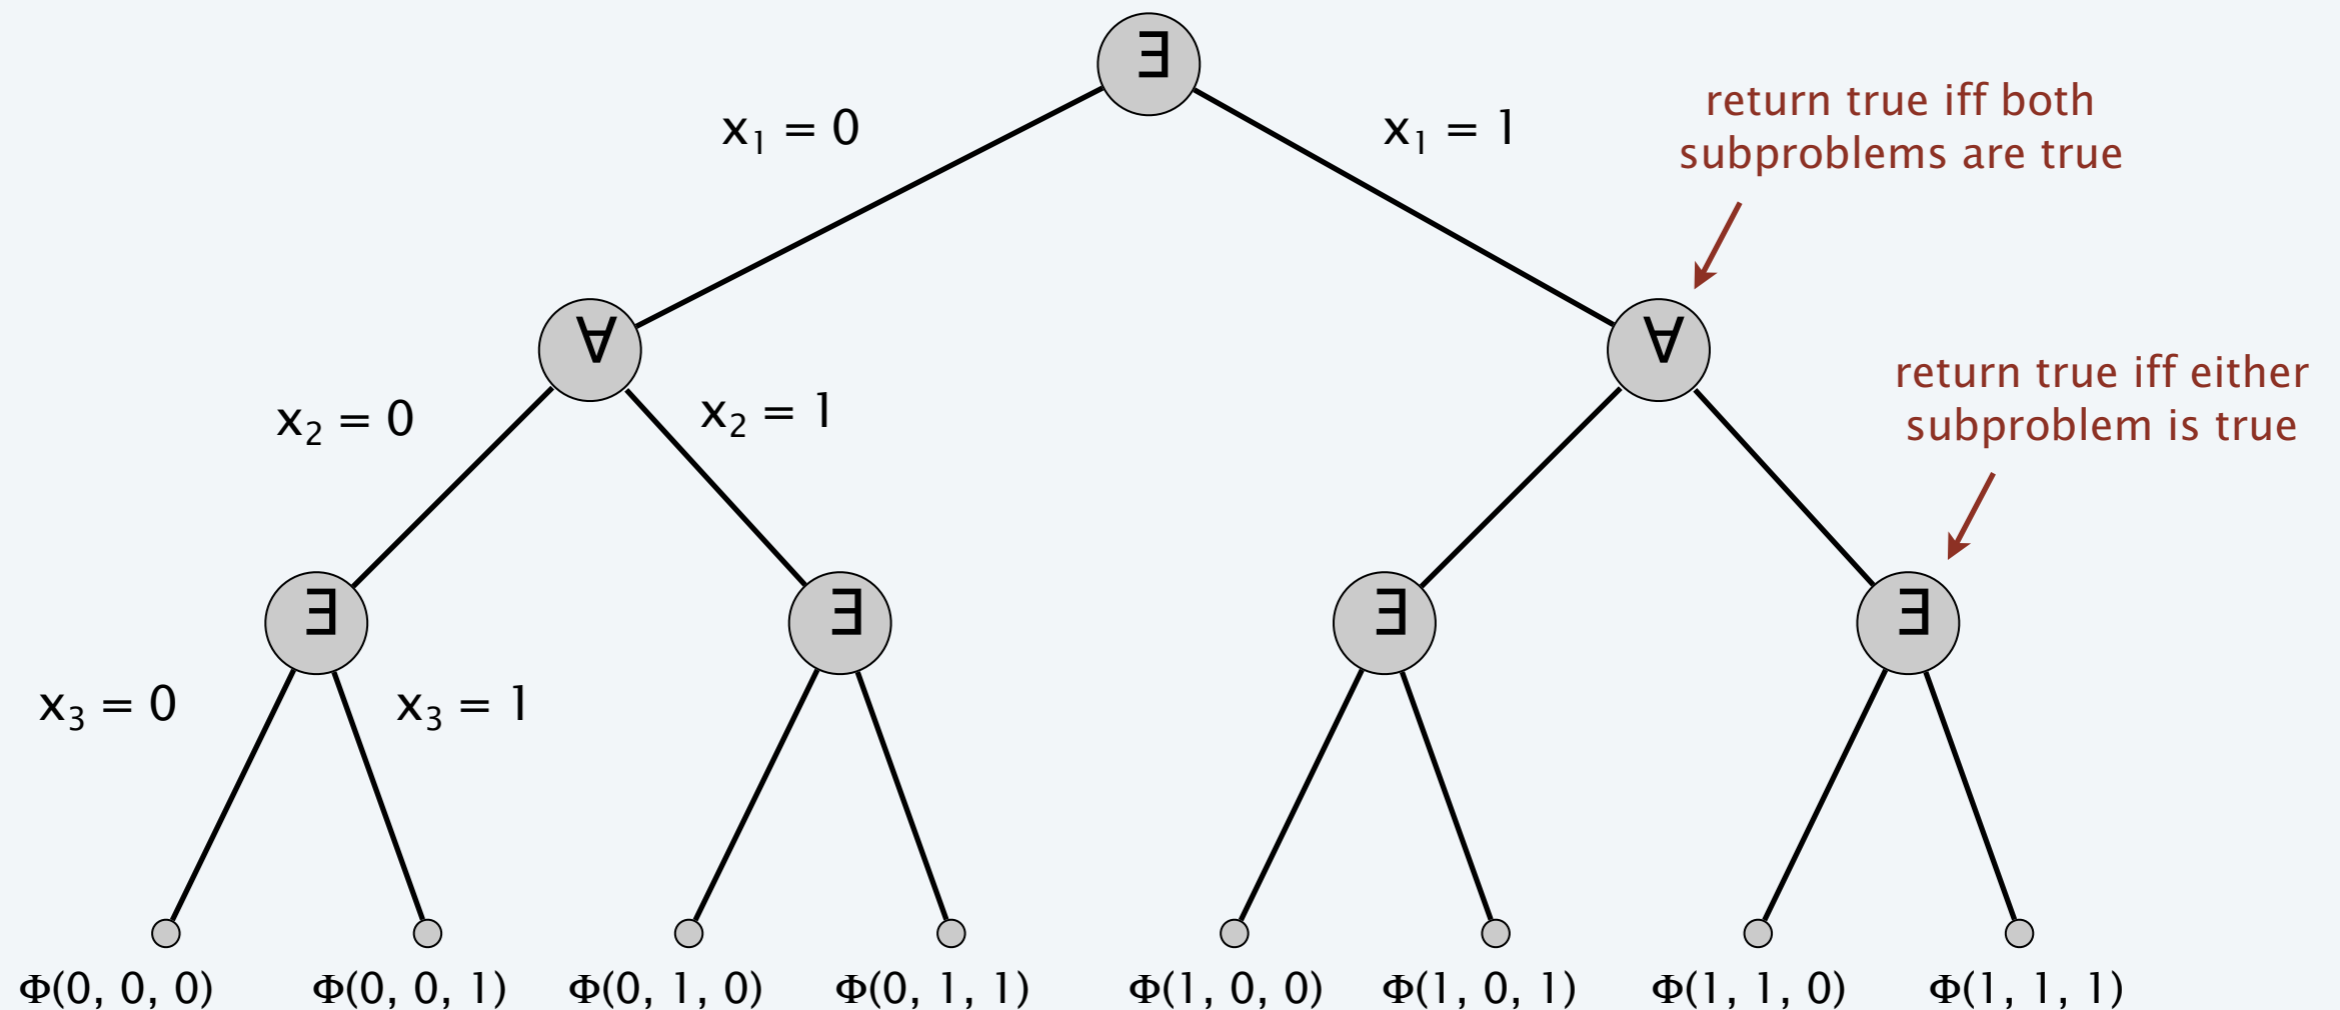 ∃
x₁ = 0
x₁ = 1
return true iff both
subproblems are true
∀
∀
x₂ = 0
x₂ = 1
return true iff either
subproblem is true
∃
∃
∃
∃
x₃ = 0
x₃ = 1
Φ(0, 0, 0)
Φ(0, 0, 1)
Φ(0, 1, 0)
Φ(0, 1, 1)
Φ(1, 0, 0)
Φ(1, 0, 1)
Φ(1, 1, 0)
Φ(1, 1, 1)